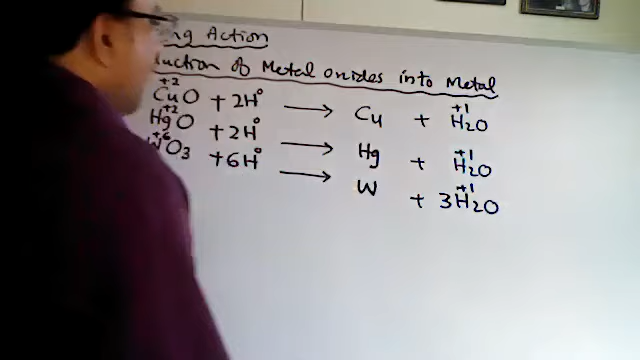 Action
of Metal oxides into Metal
+2 +1
CuO + 2H° → Cu + H2O
+2 +1
HgO + 2H° → Hg + H2O
+6 +1
WO3 + 6H° → W + 3H2O